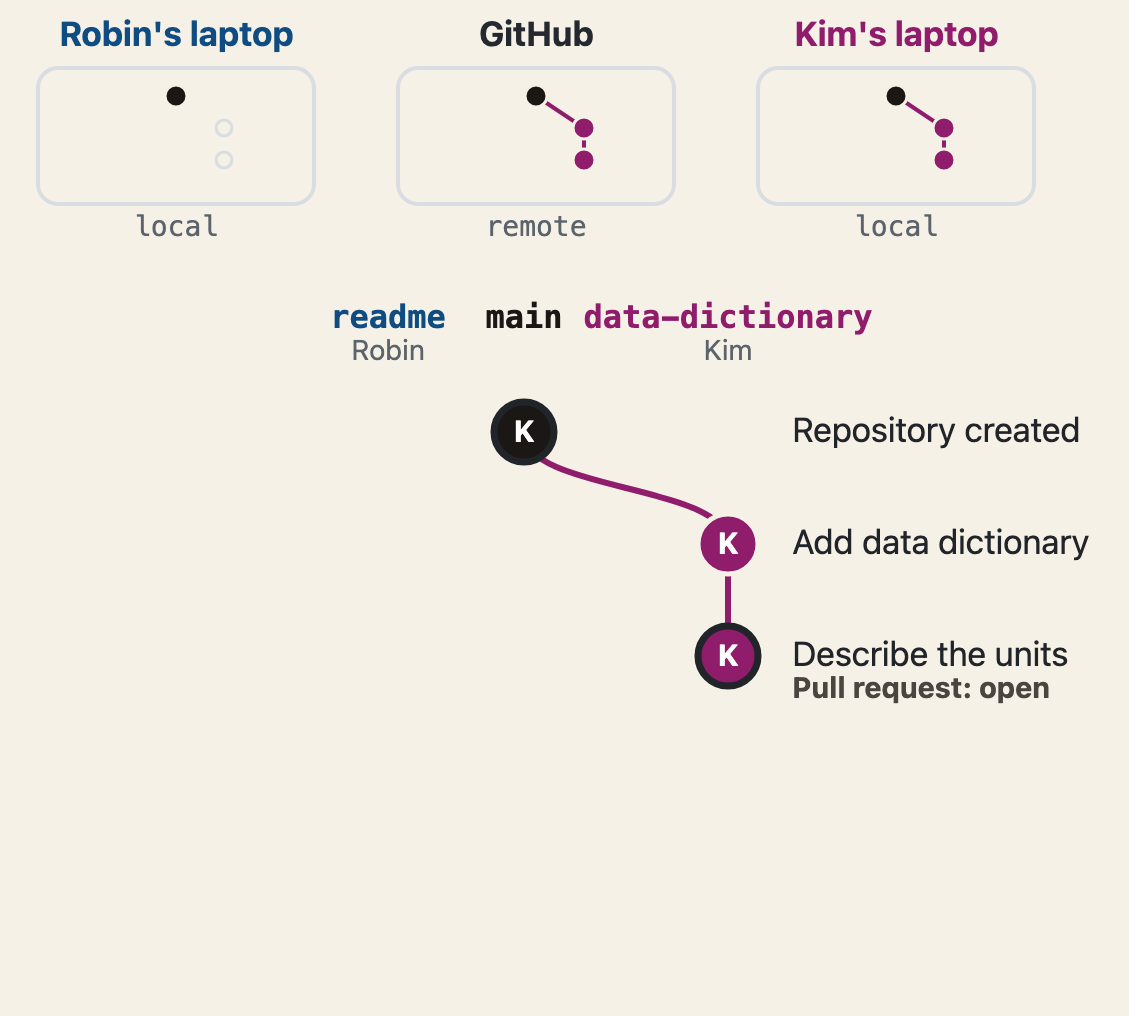 Robin's laptop GitHub Kim's laptop
local remote local
readme main data-dictionary
Robin Kim
K Repository created
K Add data dictionary
K Describe the units
Pull request: open